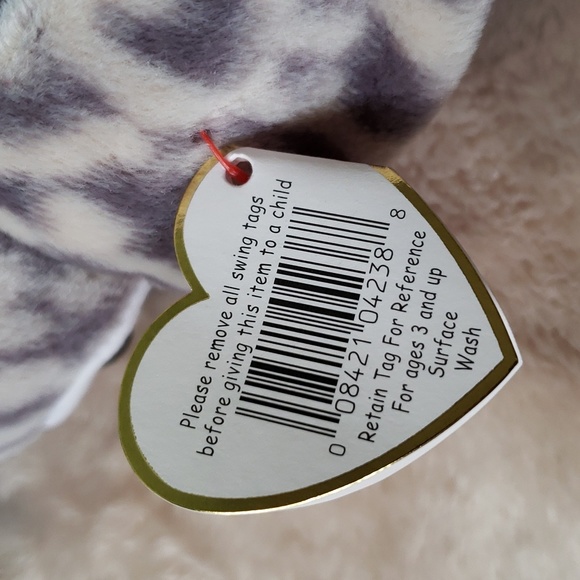 Please remove all swing tags
before giving this item to a child
0 08421 04238 8
Retain Tag For Reference
For ages 3 and up
Surface
Wash